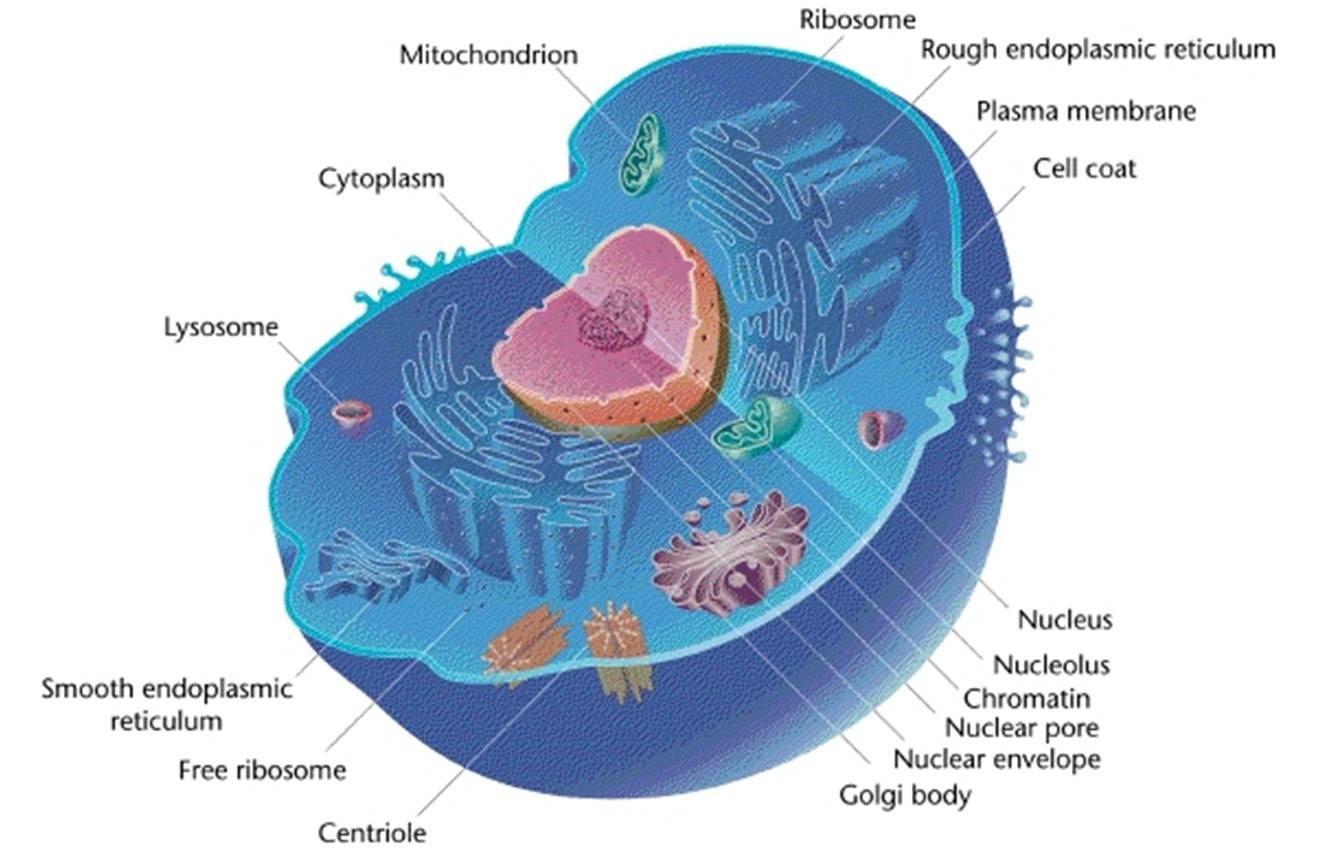 Ribosome
Mitochondrion
Rough endoplasmic reticulum
Plasma membrane
Cell coat
Cytoplasm
Lysosome
Nucleus
Nucleolus
Smooth endoplasmic
reticulum
Chromatin
Nuclear pore
Nuclear envelope
Free ribosome
Golgi body
Centriole